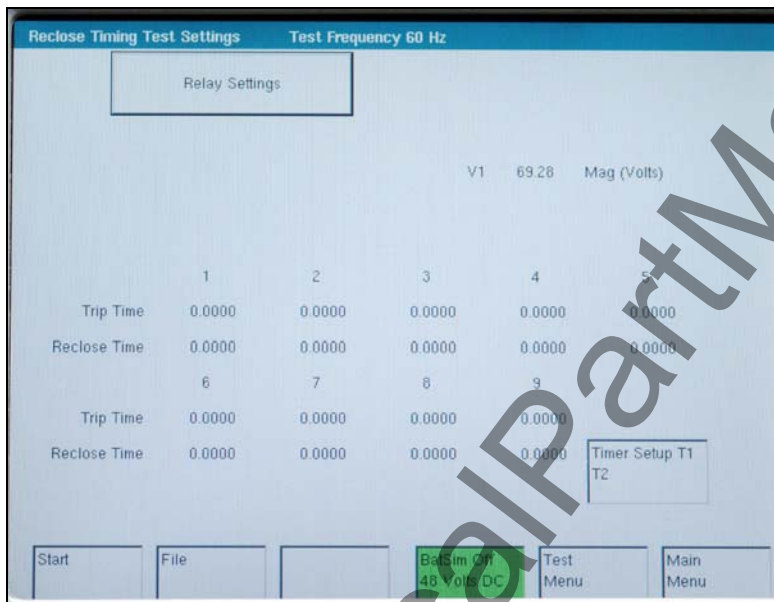 Reclose Timing Test Settings Test Frequency 60 Hz
Relay Settings
V1 69.28 Mag (Volts)
1 2 3 4 5
Trip Time 0.0000 0.0000 0.0000 0.0000 0.0000
Reclose Time 0.0000 0.0000 0.0000 0.0000 0.0000
6 7 8 9
Trip Time 0.0000 0.0000 0.0000 0.0000
Reclose Time 0.0000 0.0000 0.0000 0.0000
Timer Setup T1
T2
Start File BatSim Off Test Main
48 Volts DC Menu Menu
alPartM